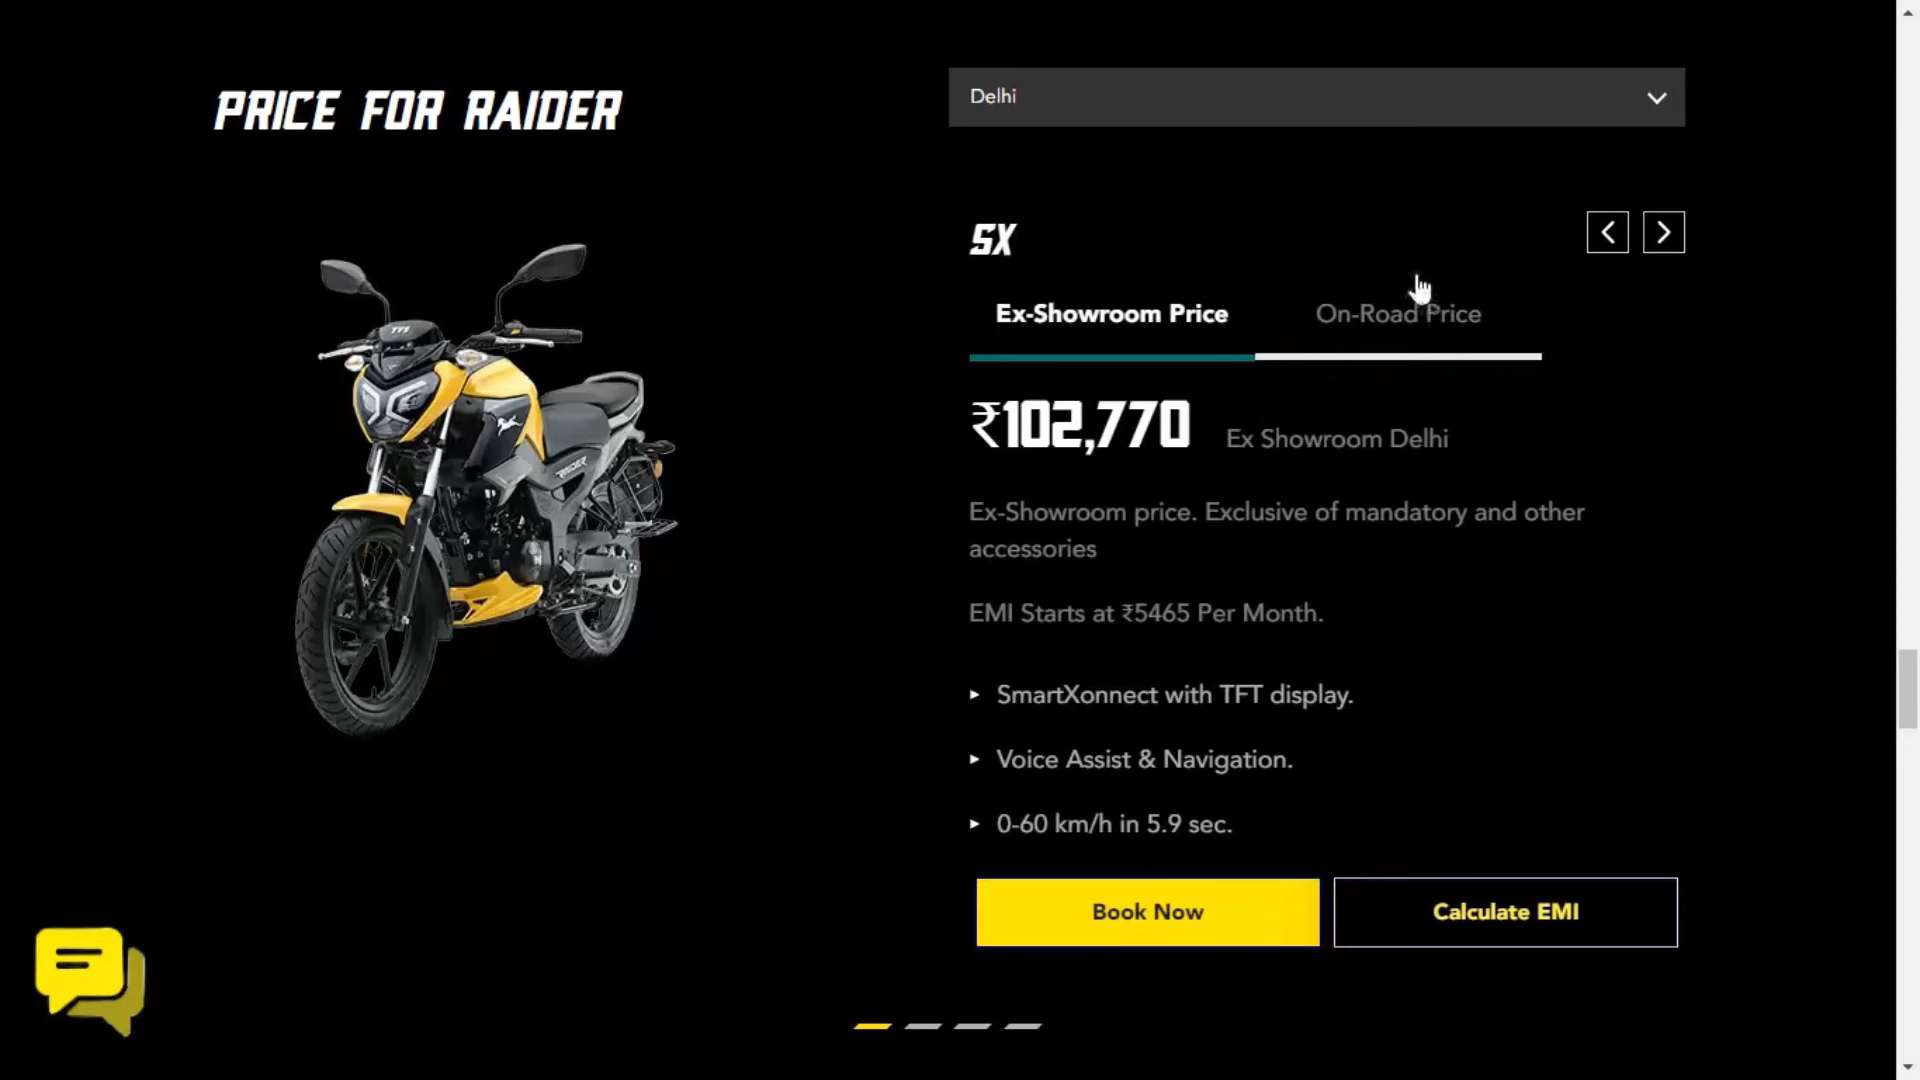 PRICE FOR RAIDER
Delhi
SX
Ex-Showroom Price
On-Road Price
₹102,770 Ex Showroom Delhi
Ex-Showroom price. Exclusive of mandatory and other
accessories
EMI Starts at ₹5465 Per Month.
SmartXonnect with TFT display.
Voice Assist & Navigation.
0-60 km/h in 5.9 sec.
Book Now
Calculate EMI
TVS
RAIDER